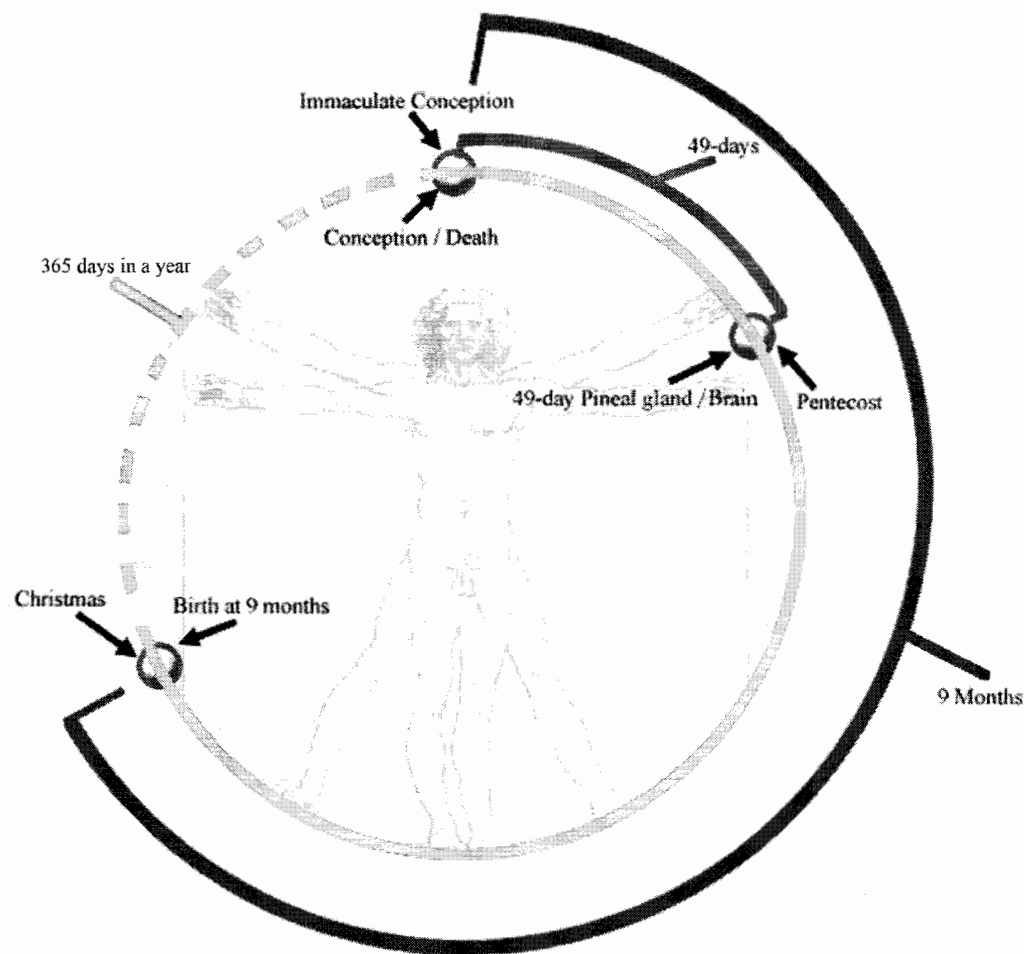 Immaculate Conception
49-days
Conception / Death
365 days in a year
49-day Pineal gland /Brain
Pentecost
Christmas
Birth at 9 months
9 Months